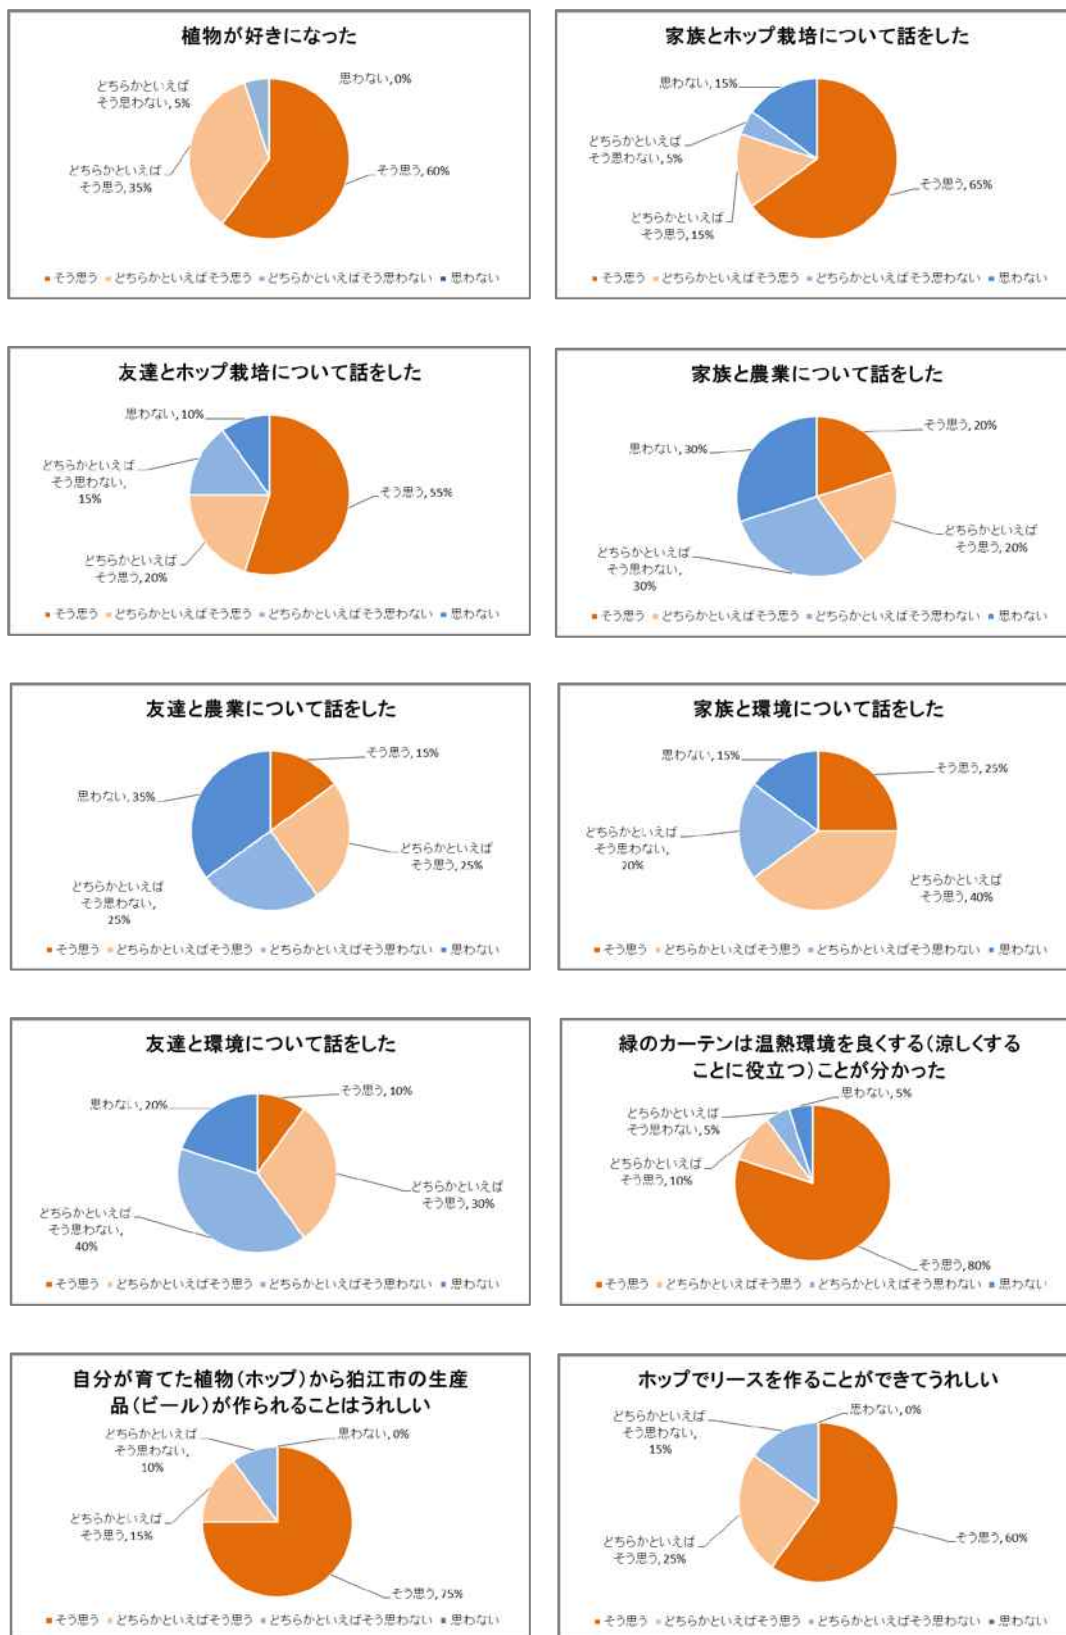 植物が好きになった
どちらかといえば
そう思わない, 5%
思わない, 0%
どちらかといえば
そう思う, 35%
そう思う, 60%
そう思う どちらかといえばそう思う どちらかといえばそう思わない 思わない
家族とホップ栽培について話をした
思わない, 15%
どちらかといえば
そう思わない, 5%
そう思う, 65%
どちらかといえば
そう思う, 15%
そう思う どちらかといえばそう思う どちらかといえばそう思わない 思わない
友達とホップ栽培について話をした
思わない, 10%
どちらかといえば
そう思わない,
15%
そう思う, 55%
どちらかといえば
そう思う, 20%
そう思う どちらかといえばそう思う どちらかといえばそう思わない 思わない
家族と農業について話をした
そう思う, 20%
思わない, 30%
どちらかといえば
そう思う, 20%
どちらかといえば
そう思わない,
30%
そう思う どちらかといえばそう思う どちらかといえばそう思わない 思わない
友達と農業について話をした
そう思う, 15%
思わない, 35%
どちらかといえば
そう思う, 25%
どちらかといえば
そう思わない,
25%
そう思う どちらかといえばそう思う どちらかといえばそう思わない 思わない
家族と環境について話をした
思わない, 15%
そう思う, 25%
どちらかといえば
そう思わない,
20%
どちらかといえば
そう思う, 40%
そう思う どちらかといえばそう思う どちらかといえばそう思わない 思わない
友達と環境について話をした
そう思う, 10%
思わない, 20%
どちらかといえば
そう思う, 30%
どちらかといえば
そう思わない,
40%
そう思う どちらかといえばそう思う どちらかといえばそう思わない 思わない
緑のカーテンは温熱環境を良くする(涼しくする
ことに役立つ)ことが分かった
思わない, 5%
どちらかといえば
そう思わない, 5%
どちらかといえば
そう思う, 10%
そう思う, 80%
そう思う どちらかといえばそう思う どちらかといえばそう思わない 思わない
自分が育てた植物(ホップ)から狛江市の生産
品(ビール)が作られることはうれしい
どちらかといえば
そう思わない,
10%
思わない, 0%
どちらかといえば
そう思う, 15%
そう思う, 75%
そう思う どちらかといえばそう思う どちらかといえばそう思わない 思わない
ホップでリースを作ることができてうれしい
思わない, 0%
どちらかといえば
そう思わない,
15%
どちらかといえば
そう思う, 25%
そう思う, 60%
そう思う どちらかといえばそう思う どちらかといえばそう思わない 思わない